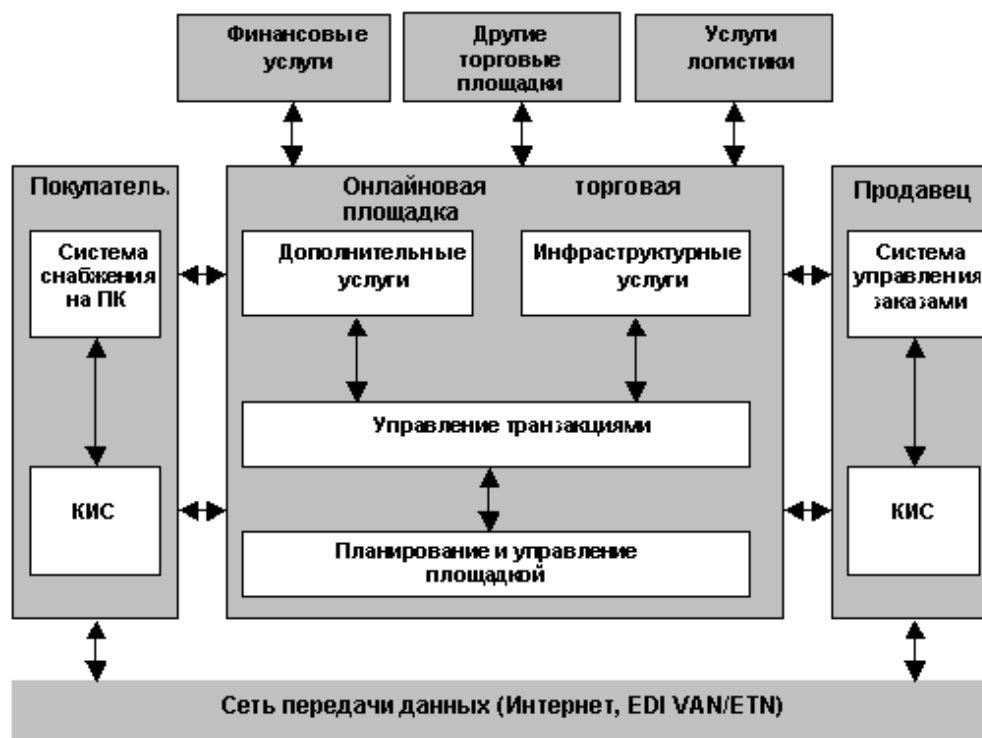 Финансовые
услуги
Другие
торговые
площадки
Услуги
логистики
Покупатель.
Система
снабжения
на ПК
КИС
Онлайновая торговая
площадка
Дополнительные
услуги
Инфраструктурные
услуги
Управление транзакциями
Планирование и управление
площадкой
Продавец
Система
управления
заказами
КИС
Сеть передачи данных (Интернет, EDI VAN/ETN)